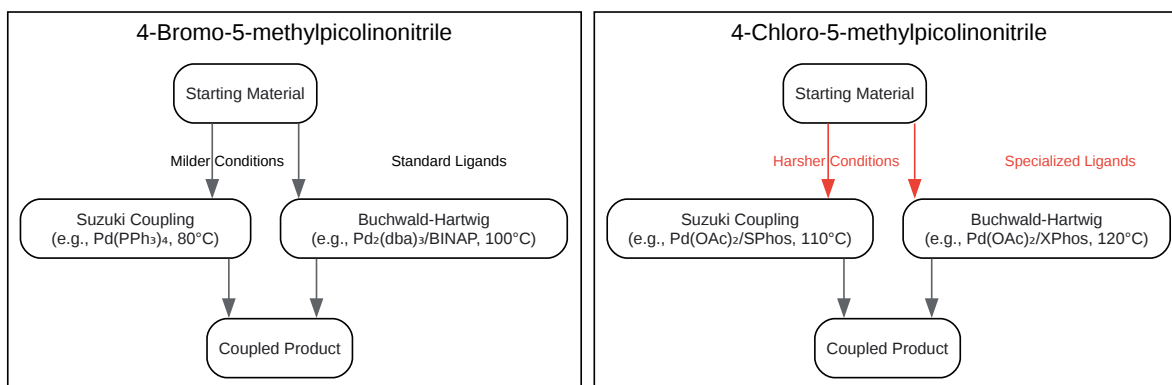 4-Bromo-5-methylpicolinonitrile
Starting Material
Milder Conditions
Standard Ligands
Suzuki Coupling
(e.g., Pd(PPh₃)₄, 80°C)
Buchwald-Hartwig
(e.g., Pd₂(dba)₃/BINAP, 100°C)
Coupled Product
4-Chloro-5-methylpicolinonitrile
Starting Material
Harsher Conditions
Specialized Ligands
Suzuki Coupling
(e.g., Pd(OAc)₂/SPhos, 110°C)
Buchwald-Hartwig
(e.g., Pd(OAc)₂/XPhos, 120°C)
Coupled Product